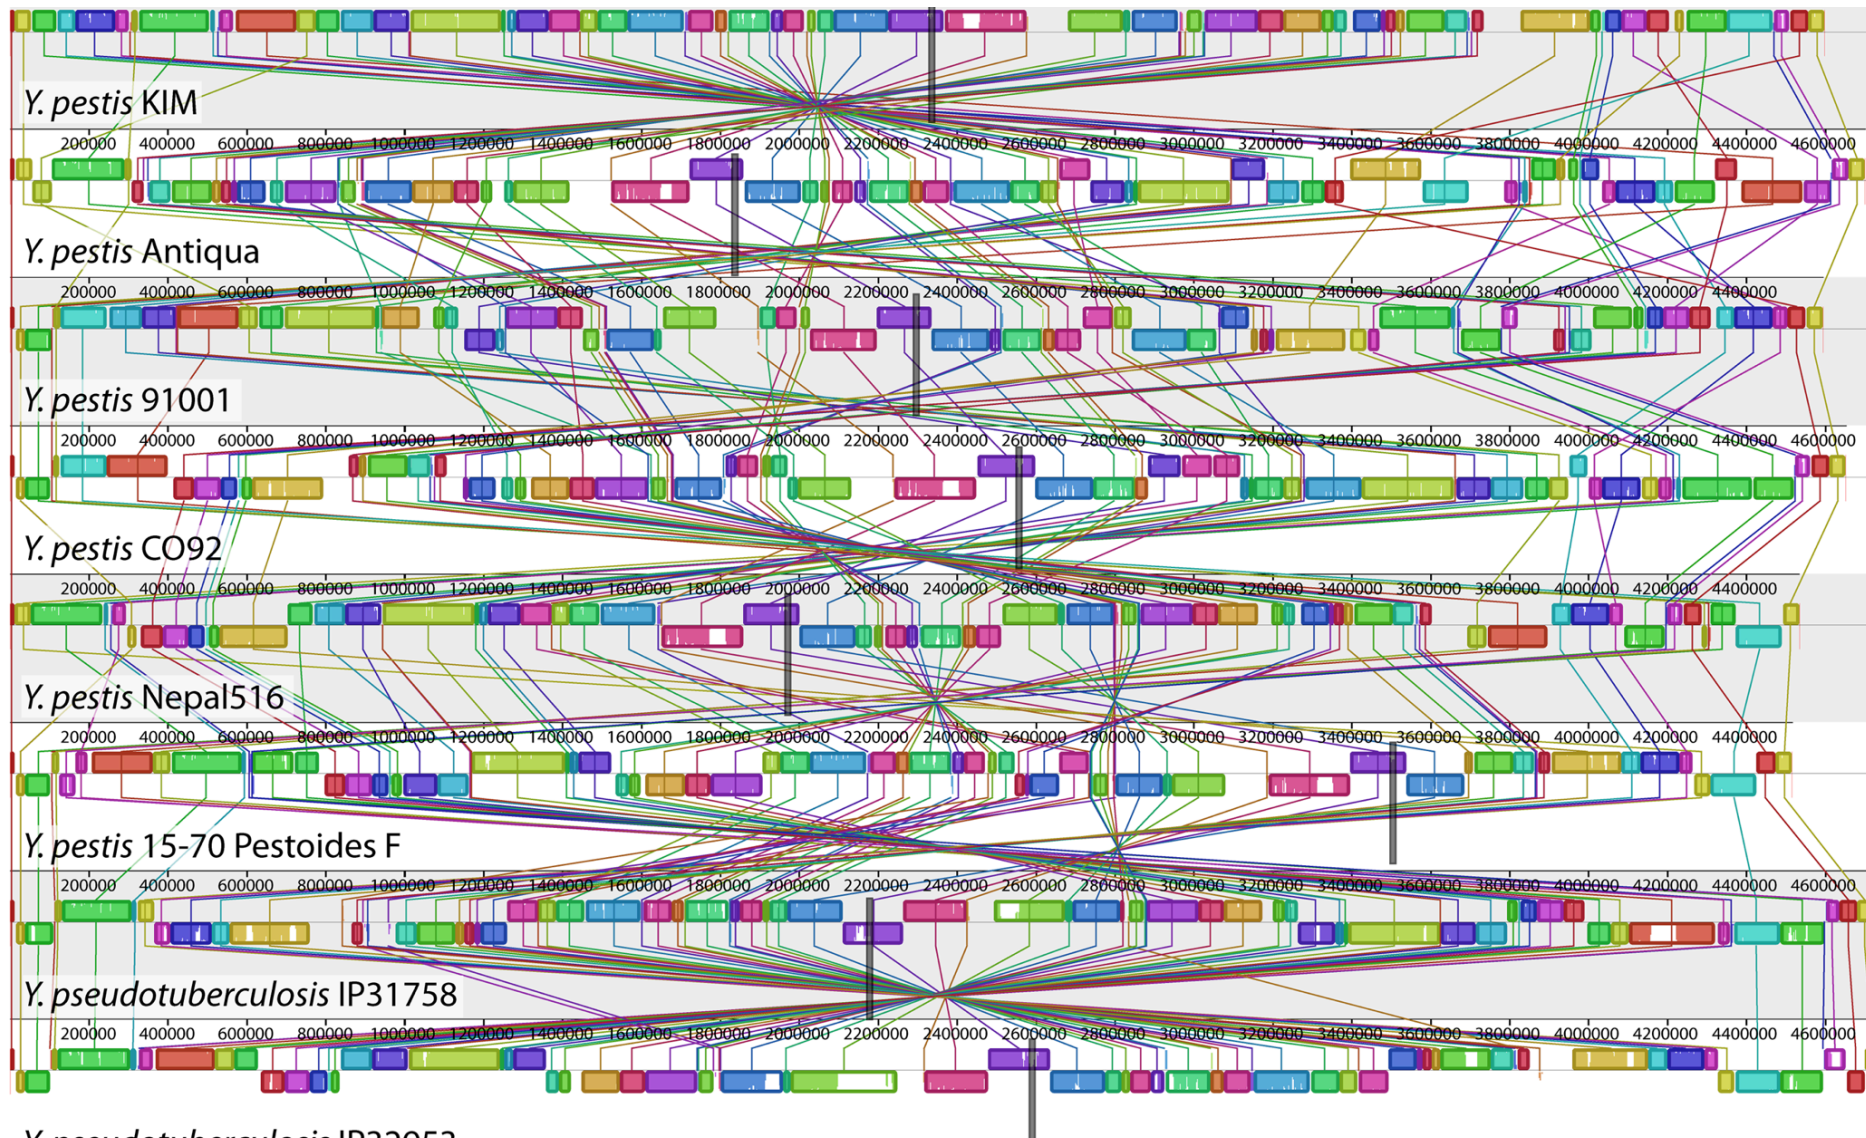 Y. pestis KIM
200000 400000 600000 800000 1000000 1200000 1400000 1600000 1800000 2000000 2200000 2400000 2600000 2800000 3000000 3200000 3400000 3600000 3800000 4000000 4200000 4400000 4600000
Y. pestis Antiqua
200000 400000 600000 800000 1000000 1200000 1400000 1600000 1800000 2000000 2200000 2400000 2600000 2800000 3000000 3200000 3400000 3600000 3800000 4000000 4200000 4400000
Y. pestis 91001
200000 400000 600000 800000 1000000 1200000 1400000 1600000 1800000 2000000 2200000 2400000 2600000 2800000 3000000 3200000 3400000 3600000 3800000 4000000 4200000 4400000 4600000
Y. pestis CO92
200000 400000 600000 800000 1000000 1200000 1400000 1600000 1800000 2000000 2200000 2400000 2600000 2800000 3000000 3200000 3400000 3600000 3800000 4000000 4200000 4400000
Y. pestis Nepal516
200000 400000 600000 800000 1000000 1200000 1400000 1600000 1800000 2000000 2200000 2400000 2600000 2800000 3000000 3200000 3400000 3600000 3800000 4000000 4200000 4400000
Y. pestis 15-70 Pestoides F
200000 400000 600000 800000 1000000 1200000 1400000 1600000 1800000 2000000 2200000 2400000 2600000 2800000 3000000 3200000 3400000 3600000 3800000 4000000 4200000 4400000 4600000
Y. pseudotuberculosis IP31758
200000 400000 600000 800000 1000000 1200000 1400000 1600000 1800000 2000000 2200000 2400000 2600000 2800000 3000000 3200000 3400000 3600000 3800000 4000000 4200000 4400000 4600000
Y. pseudotuberculosis IP32953